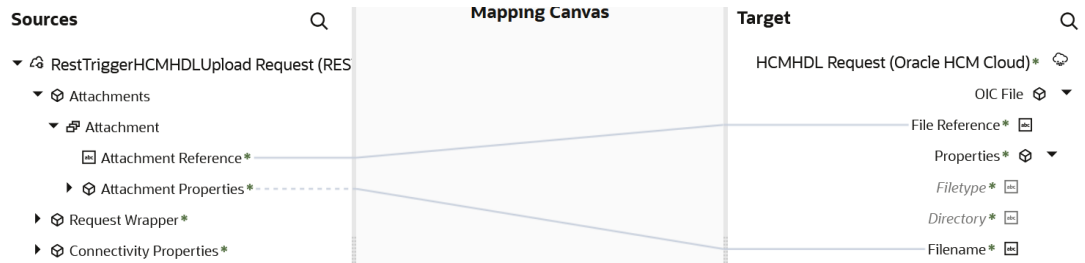 Sources
Mapping Canvas
Target
RestTriggerHCMHDLUpload Request (RES
HCMHDL Request (Oracle HCM Cloud)*
Attachments
OIC File
Attachment
File Reference*
Attachment Reference*
Properties*
Attachment Properties*
Filetype*
Request Wrapper*
Directory*
Connectivity Properties*
Filename*